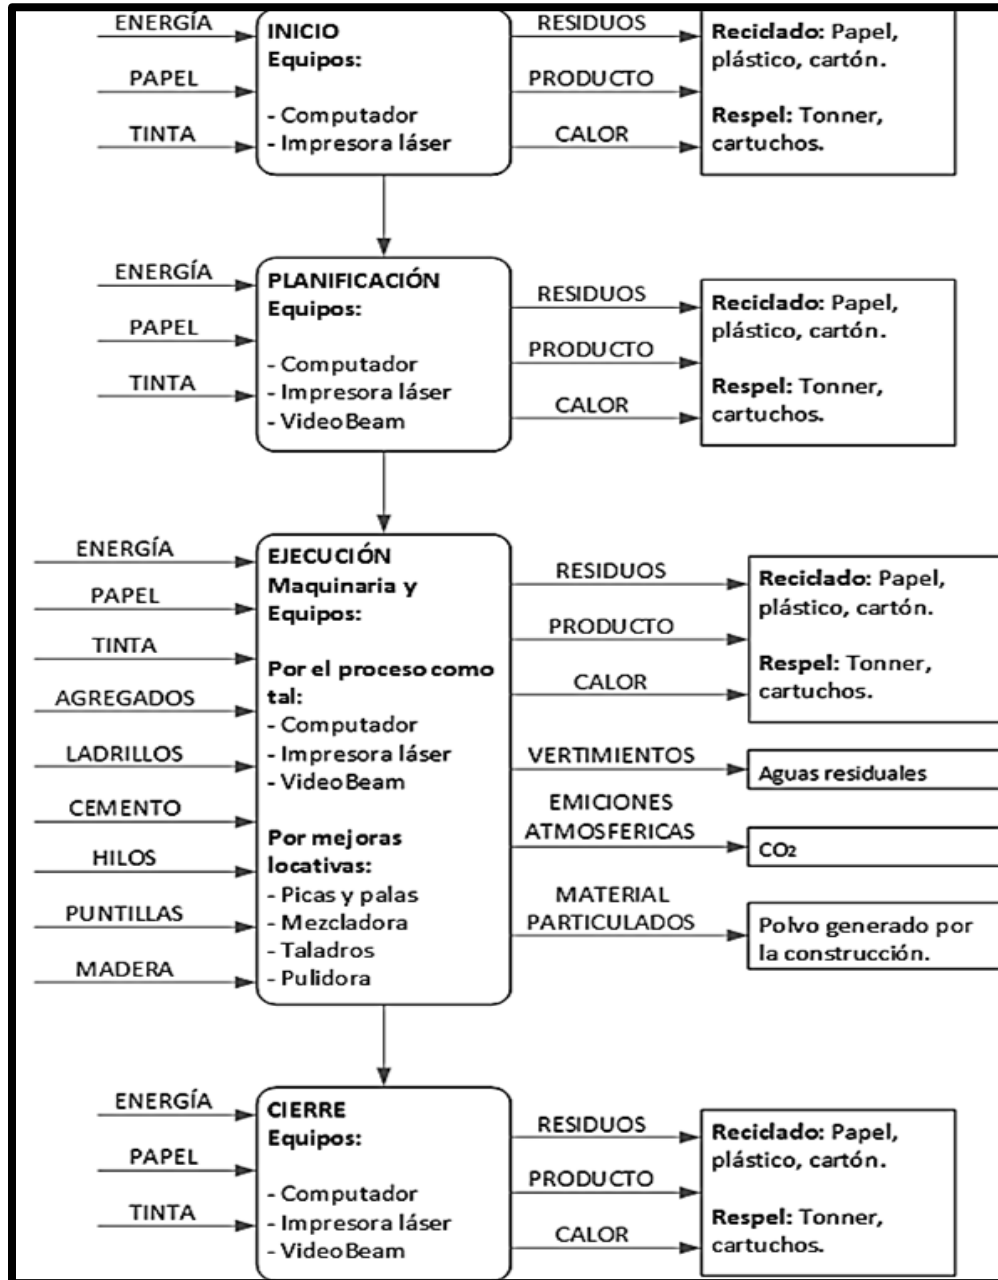 ENERGÍA
PAPEL
TINTA
INICIO
Equipos:
- Computador
- Impresora láser
RESIDUOS
PRODUCTO
CALOR
Reciclado: Papel,
plástico, cartón.
Respel: Tonner,
cartuchos.
ENERGÍA
PAPEL
TINTA
PLANIFICACIÓN
Equipos:
- Computador
- Impresora láser
- VideoBeam
RESIDUOS
PRODUCTO
CALOR
Reciclado: Papel,
plástico, cartón.
Respel: Tonner,
cartuchos.
ENERGÍA
PAPEL
TINTA
AGREGADOS
LADRILLOS
CEMENTO
HILOS
PUNTILLAS
MADERA
EJECUCIÓN
Maquinaria y
Equipos:
Por el proceso como
tal:
- Computador
- Impresora láser
- VideoBeam
Por mejoras
locativas:
- Picas y palas
- Mezcladora
- Taladros
- Pulidora
RESIDUOS
PRODUCTO
CALOR
VERTIMIENTOS
EMICIONES
ATMOSFERICAS
MATERIAL
PARTICULADOS
Reciclado: Papel,
plástico, cartón.
Respel: Tonner,
cartuchos.
Aguas residuales
CO₂
Polvo generado por
la construcción.
ENERGÍA
PAPEL
TINTA
CIERRE
Equipos:
- Computador
- Impresora láser
- VideoBeam
RESIDUOS
PRODUCTO
CALOR
Reciclado: Papel,
plástico, cartón.
Respel: Tonner,
cartuchos.